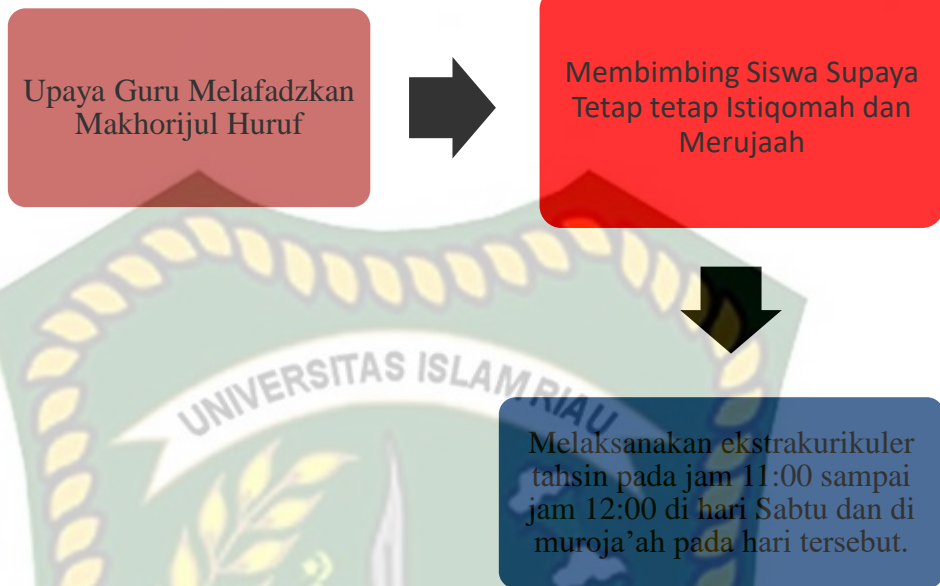 Upaya Guru Melafadzkan
Makhorijul Huruf
Membimbing Siswa Supaya
Tetap tetap Istiqomah dan
Merujaah
UNIVERSITAS ISLAM RIAU
Melaksanakan ekstrakurikuler
tahsin pada jam 11:00 sampai
jam 12:00 di hari Sabtu dan di
muroja’ah pada hari tersebut.